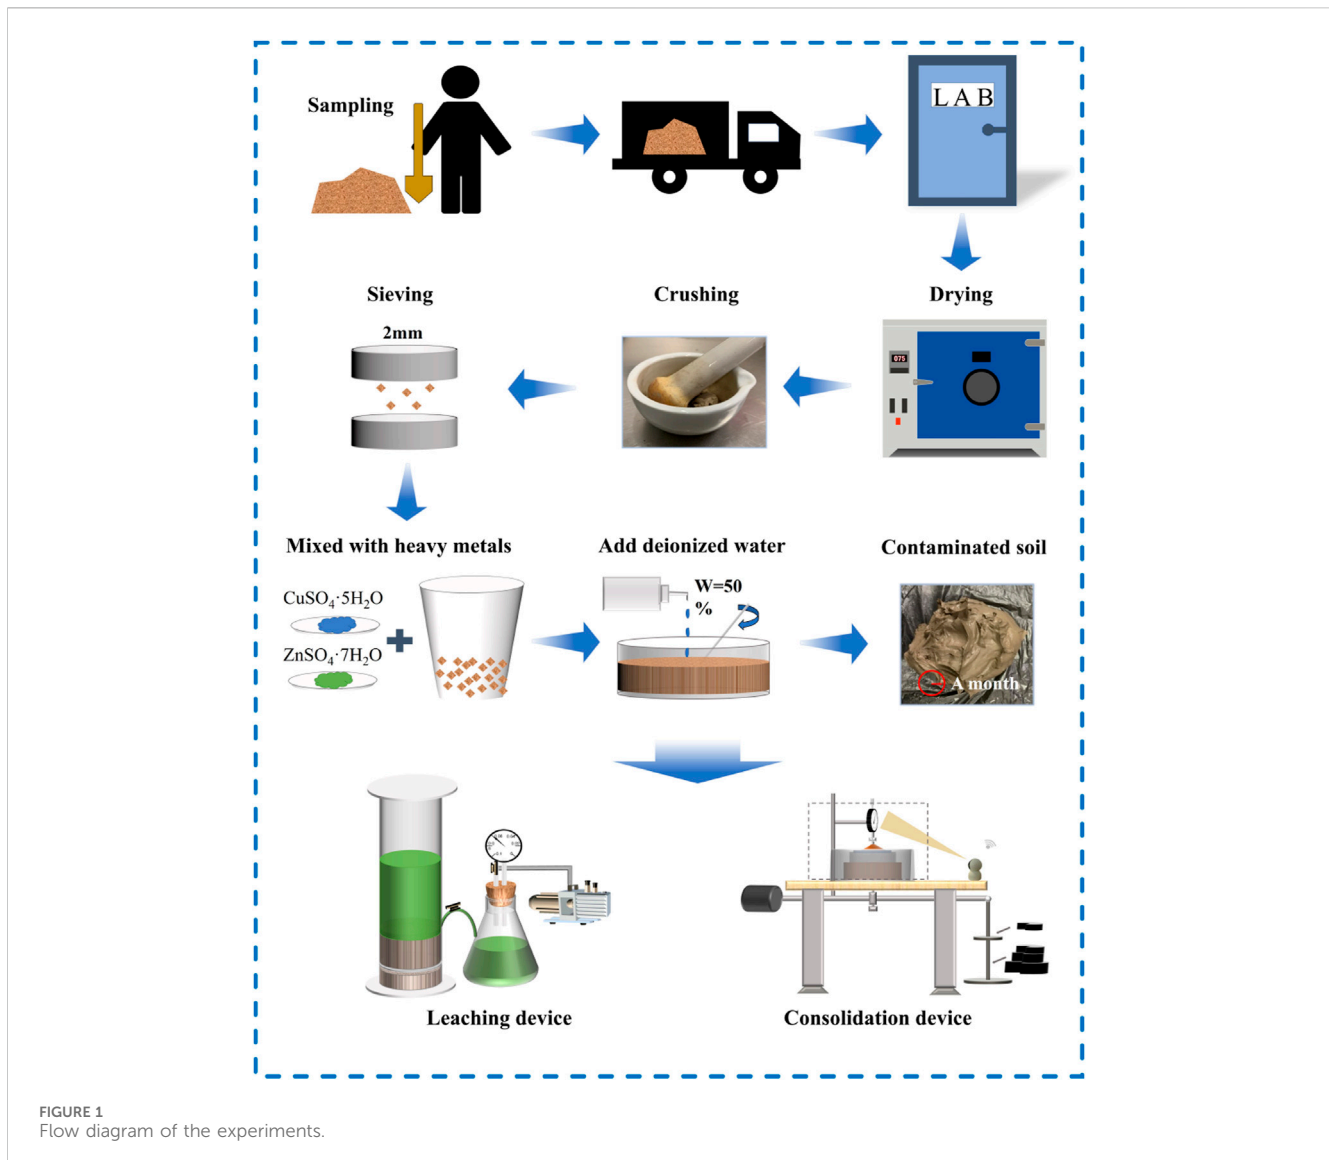 Sampling
L A B
Sieving
Crushing
Drying
2mm
075
Mixed with heavy metals
Add deionized water
Contaminated soil
CuSO₄·5H₂O
W=50
%
ZnSO₄·7H₂O
A month
Leaching device
Consolidation device
FIGURE 1
Flow diagram of the experiments.